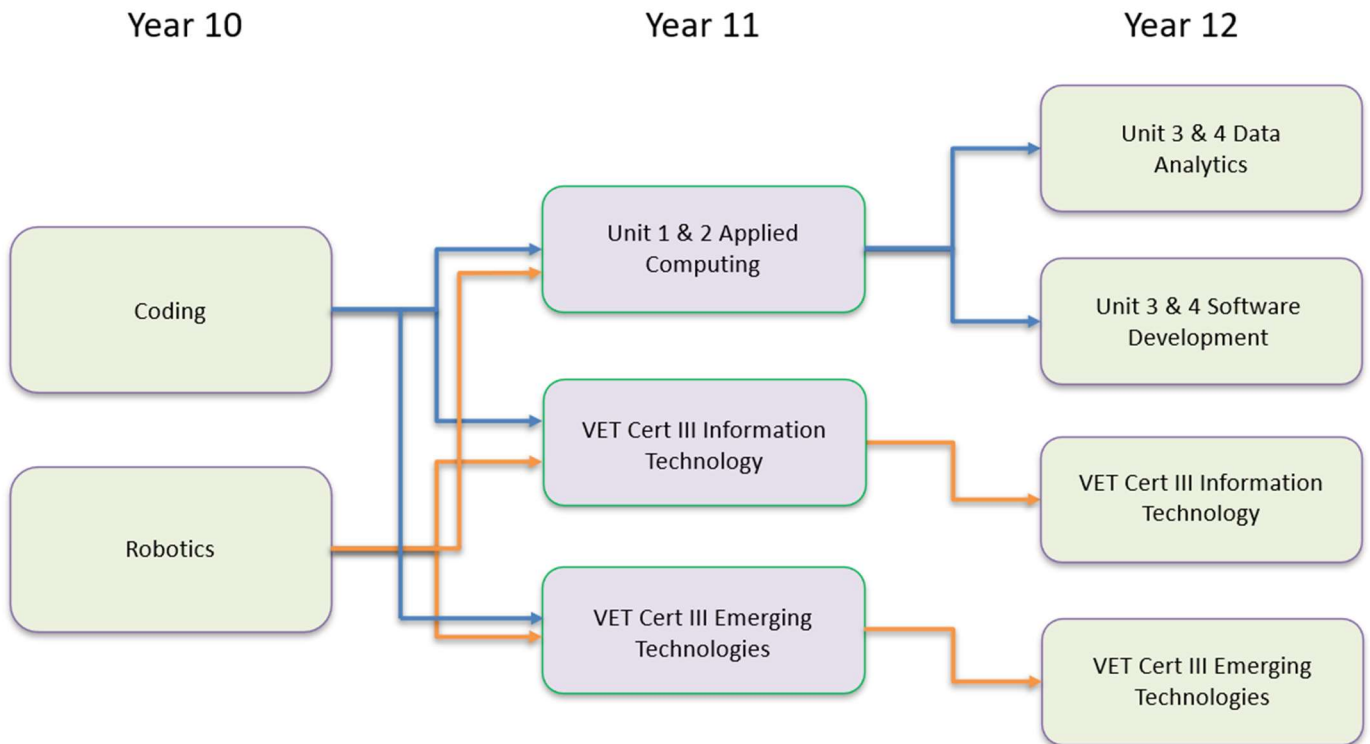 Year 10
Year 11
Year 12
Coding
Robotics
Unit 1 & 2 Applied
Computing
VET Cert III Information
Technology
VET Cert III Emerging
Technologies
Unit 3 & 4 Data
Analytics
Unit 3 & 4 Software
Development
VET Cert III Information
Technology
VET Cert III Emerging
Technologies